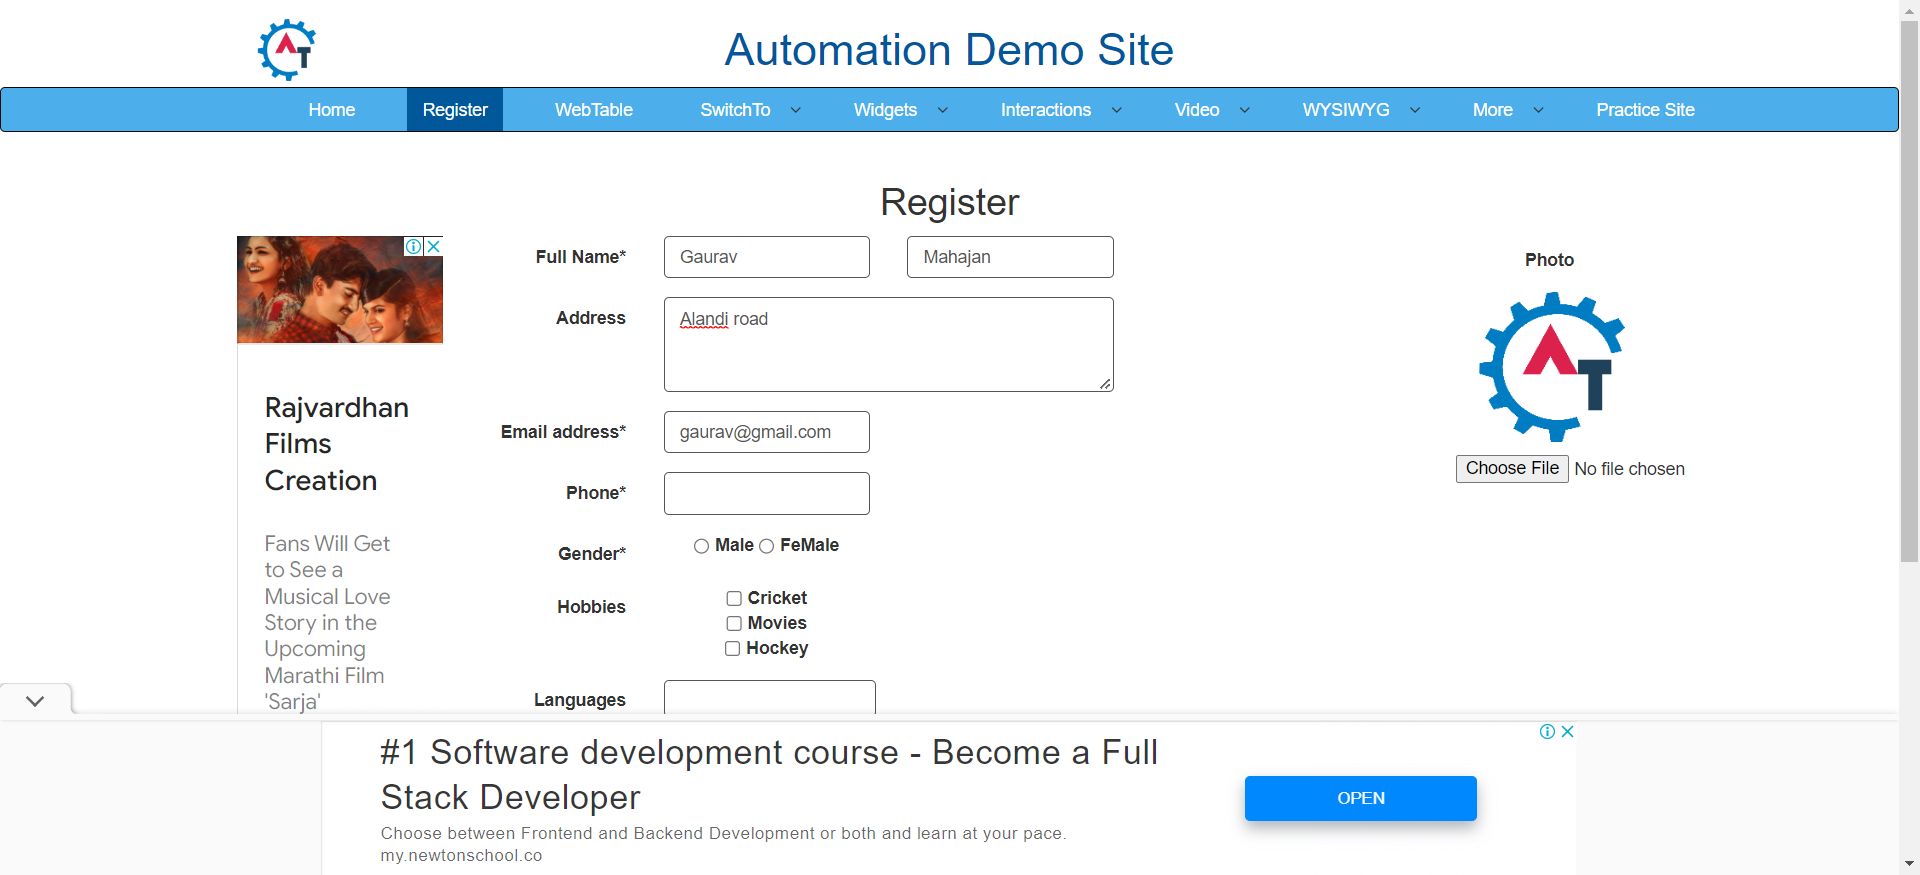 AT
Automation Demo Site
Home Register WebTable SwitchTo Widgets Interactions Video WYSIWYG More Practice Site
Register
Full Name* Gaurav Mahajan
Address Alandi road
Email address* gaurav@gmail.com
Phone*
Gender* Male FeMale
Hobbies Cricket
Movies
Hockey
Languages
Photo
AT
Choose File No file chosen
Rajvardhan
Films
Creation
Fans Will Get
to See a
Musical Love
Story in the
Upcoming
Marathi Film
'Sarja'
#1 Software development course - Become a Full
Stack Developer
Choose between Frontend and Backend Development or both and learn at your pace.
my.newtonschool.co
OPEN